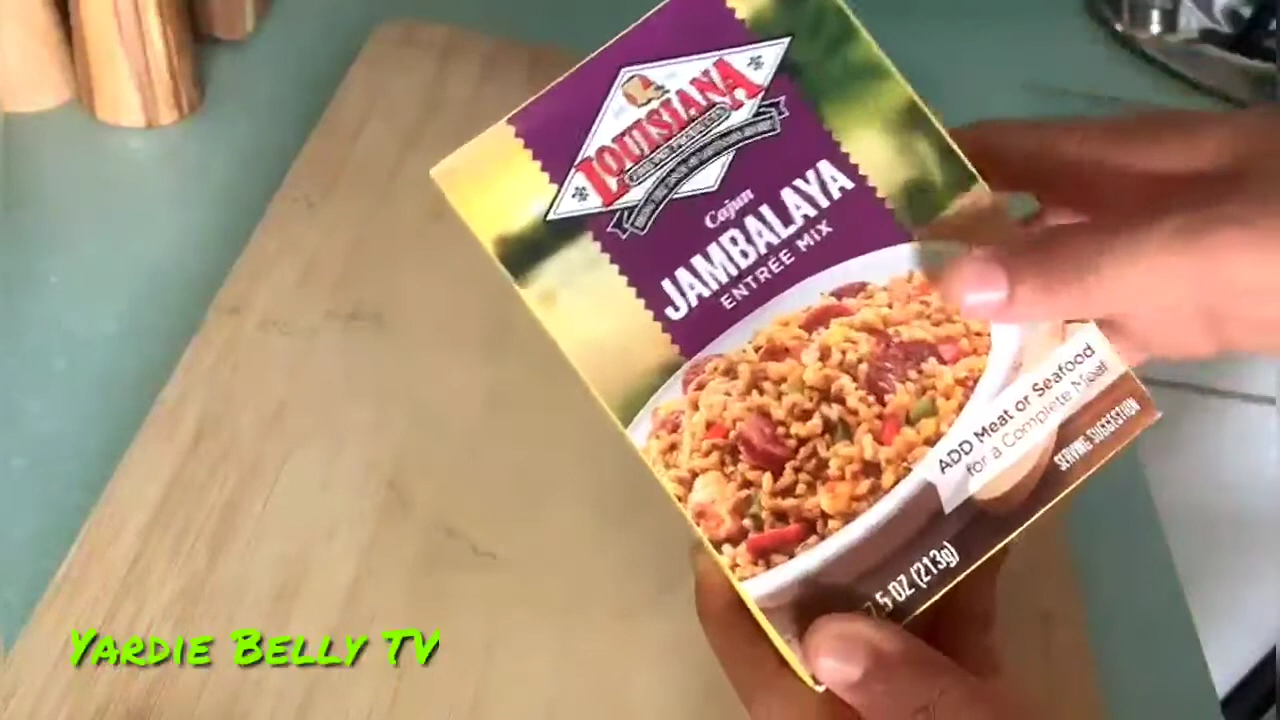 LOUISIANA
Cajun
JAMBALAYA
ENTRÉE MIX
ADD Meat or Seafood
for a Complete Meal
SERVING SUGGESTION
7.5 OZ (213g)
Yardie Belly TV